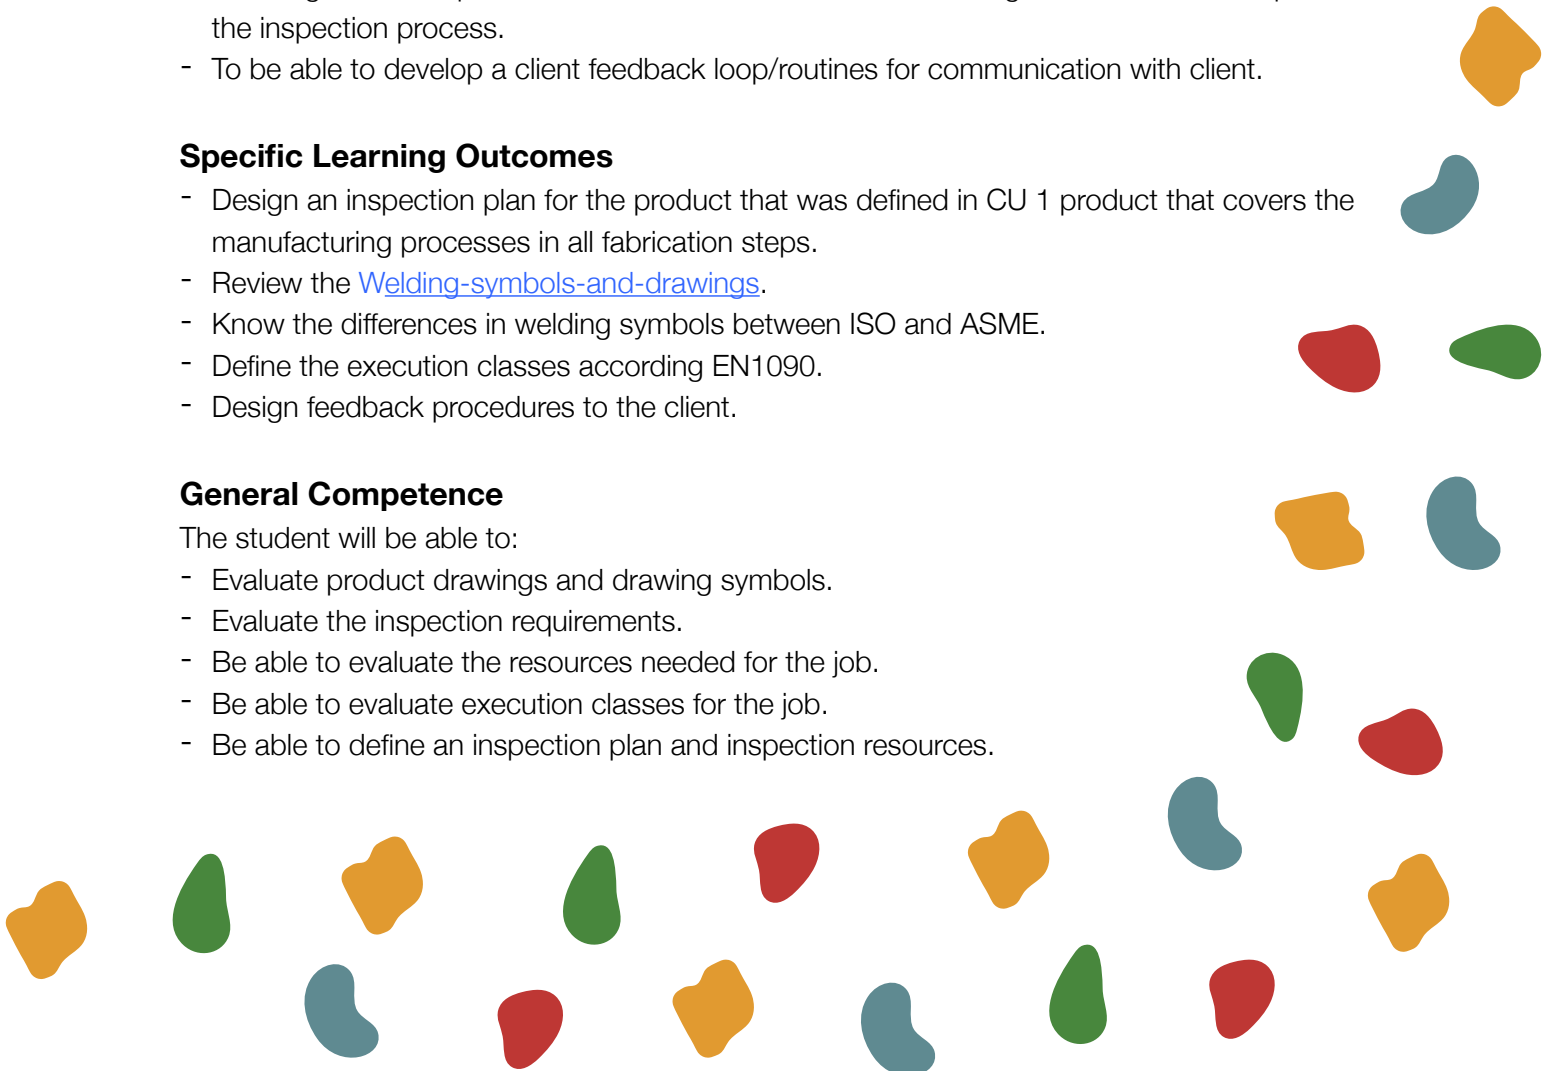 the inspection process.
- To be able to develop a client feedback loop/routines for communication with client.
Specific Learning Outcomes
- Design an inspection plan for the product that was defined in CU 1 product that covers the
manufacturing processes in all fabrication steps.
- Review the Welding-symbols-and-drawings.
- Know the differences in welding symbols between ISO and ASME.
- Define the execution classes according EN1090.
- Design feedback procedures to the client.
General Competence
The student will be able to:
- Evaluate product drawings and drawing symbols.
- Evaluate the inspection requirements.
- Be able to evaluate the resources needed for the job.
- Be able to evaluate execution classes for the job.
- Be able to define an inspection plan and inspection resources.